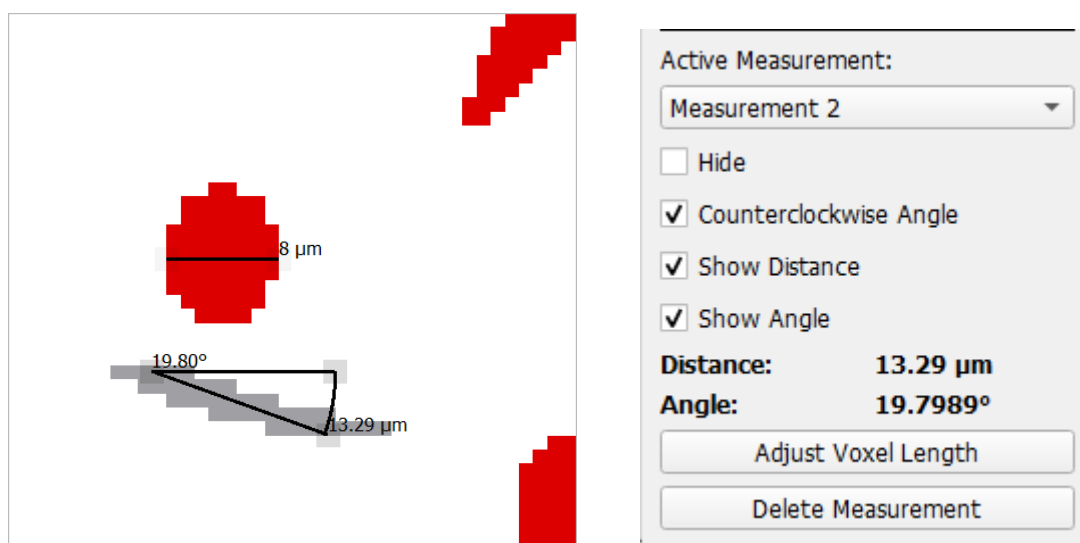 8 µm
19.80°
13.29 µm
Active Measurement:
Measurement 2
Hide
Counterclockwise Angle
Show Distance
Show Angle
Distance: 13.29 µm
Angle: 19.7989°
Adjust Voxel Length
Delete Measurement